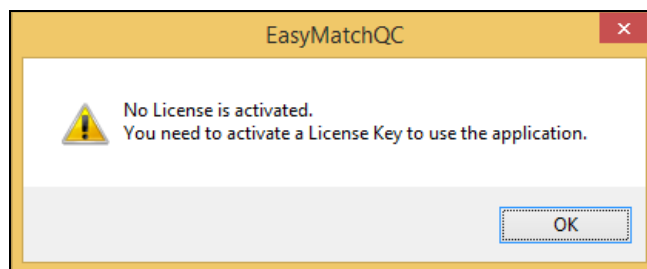 EasyMatchQC
No License is activated.
You need to activate a License Key to use the application.
OK